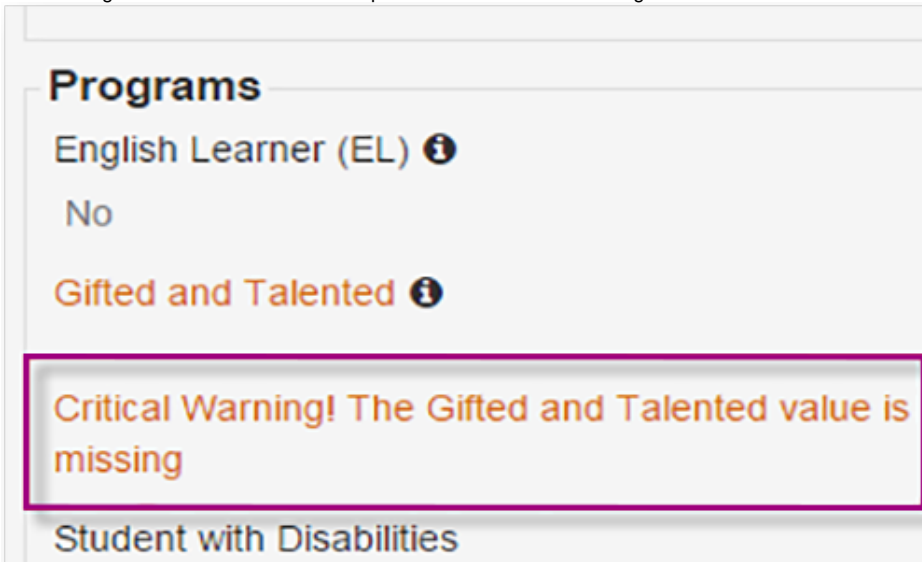 Programs
English Learner (EL)
No
Gifted and Talented
Critical Warning! The Gifted and Talented value is
missing
Student with Disabilities